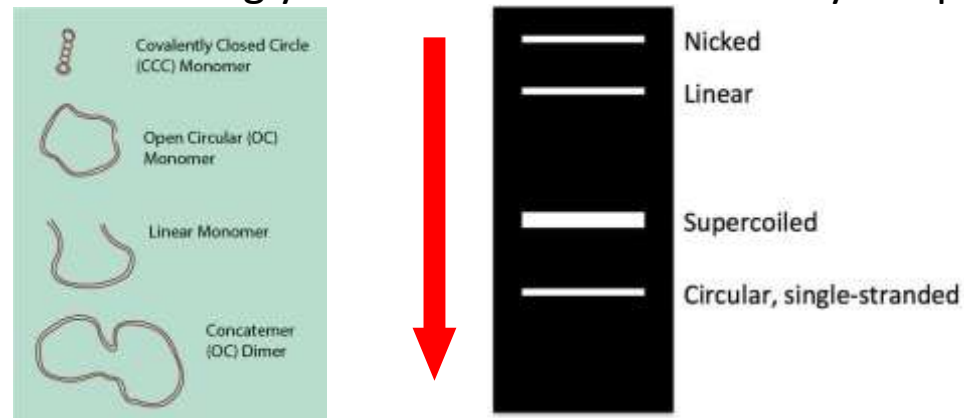 Covalently Closed Circle
(CCC) Monomer
Open Circular (OC)
Monomer
Linear Monomer
Concatemer
(OC) Dimer
Nicked
Linear
Supercoiled
Circular, single-stranded